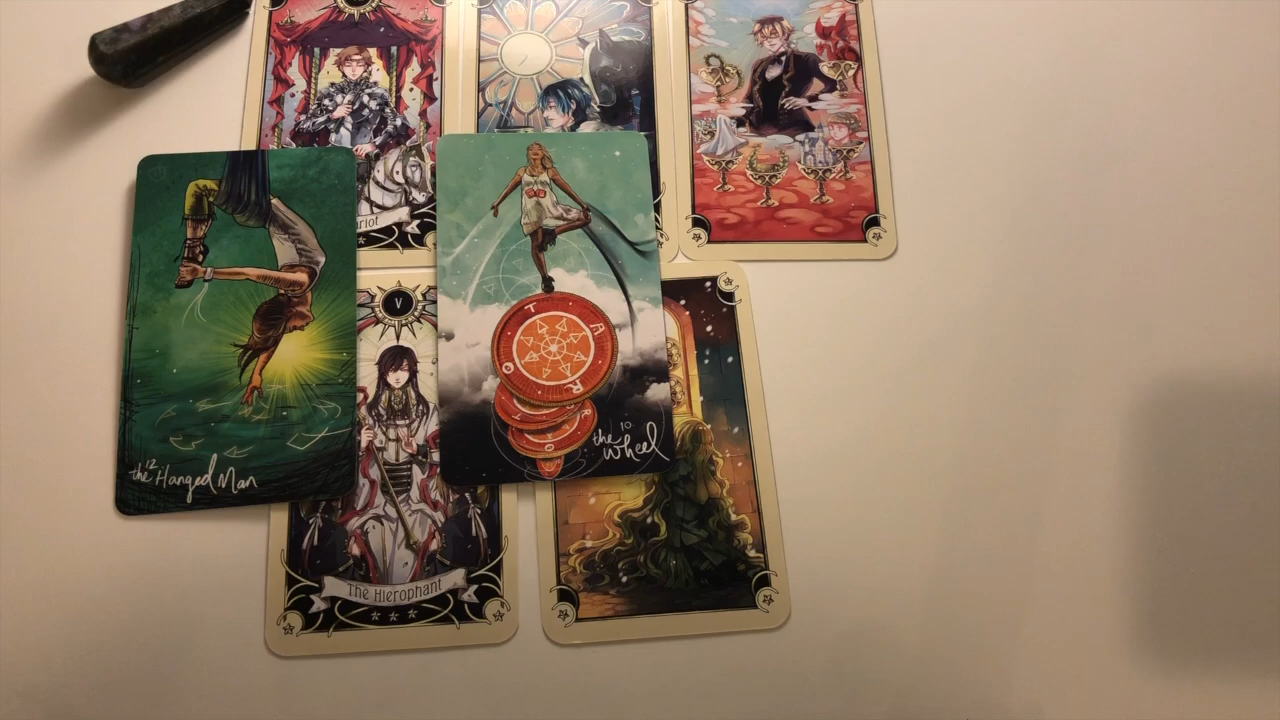 riot
V
T A R O
the 10 Wheel
the 12 Hanged Man
The Hierophant